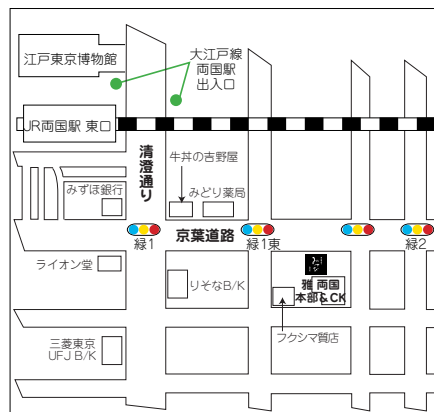 江戸東京博物館
大江戸線
両国駅
出入口
JR両国駅 東口
清澄通り
牛丼の吉野屋
みずほ銀行
みどり薬局
緑1
京葉道路
緑1東
緑2
ライオン堂
りそなB/K
雅 両国
本部&CK
フクシマ質店
三菱東京
UFJ B/K